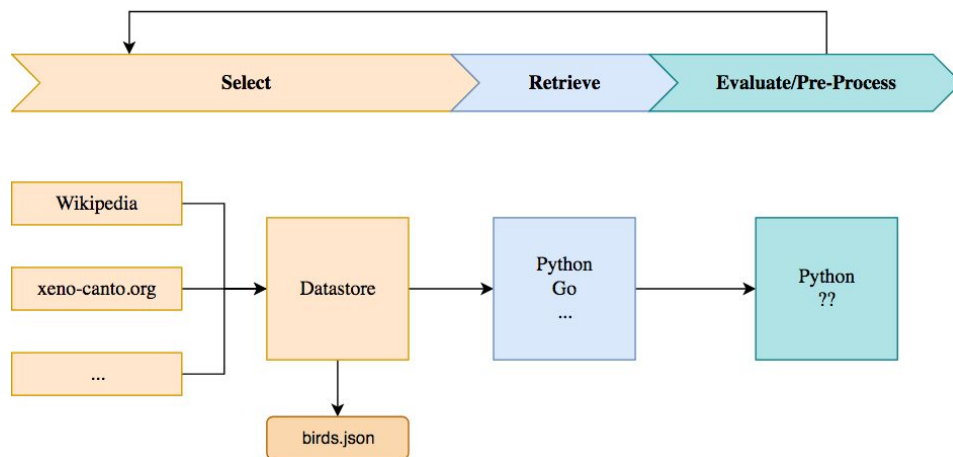 Select
Retrieve
Evaluate/Pre-Process
Wikipedia
xeno-canto.org
...
Datastore
birds.json
Python
Go
...
Python
??